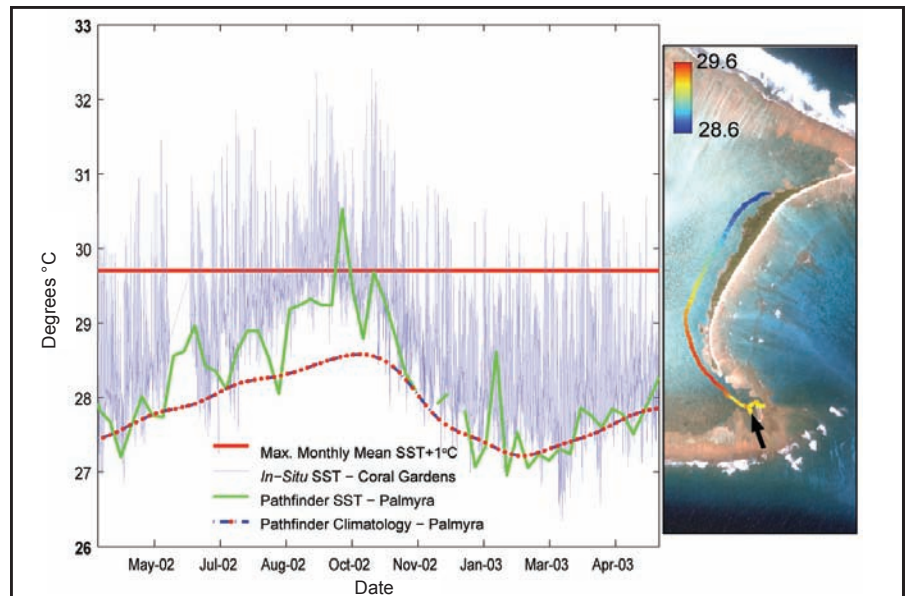 33
32
31
30
29
28
27
26
Degrees °C
Max. Monthly Mean SST+1°C
In-Situ SST – Coral Gardens
Pathfinder SST – Palmyra
Pathfinder Climatology – Palmyra
May-02 Jul-02 Aug-02 Oct-02 Nov-02 Jan-03 Mar-03 Apr-03
Date
29.6
28.6